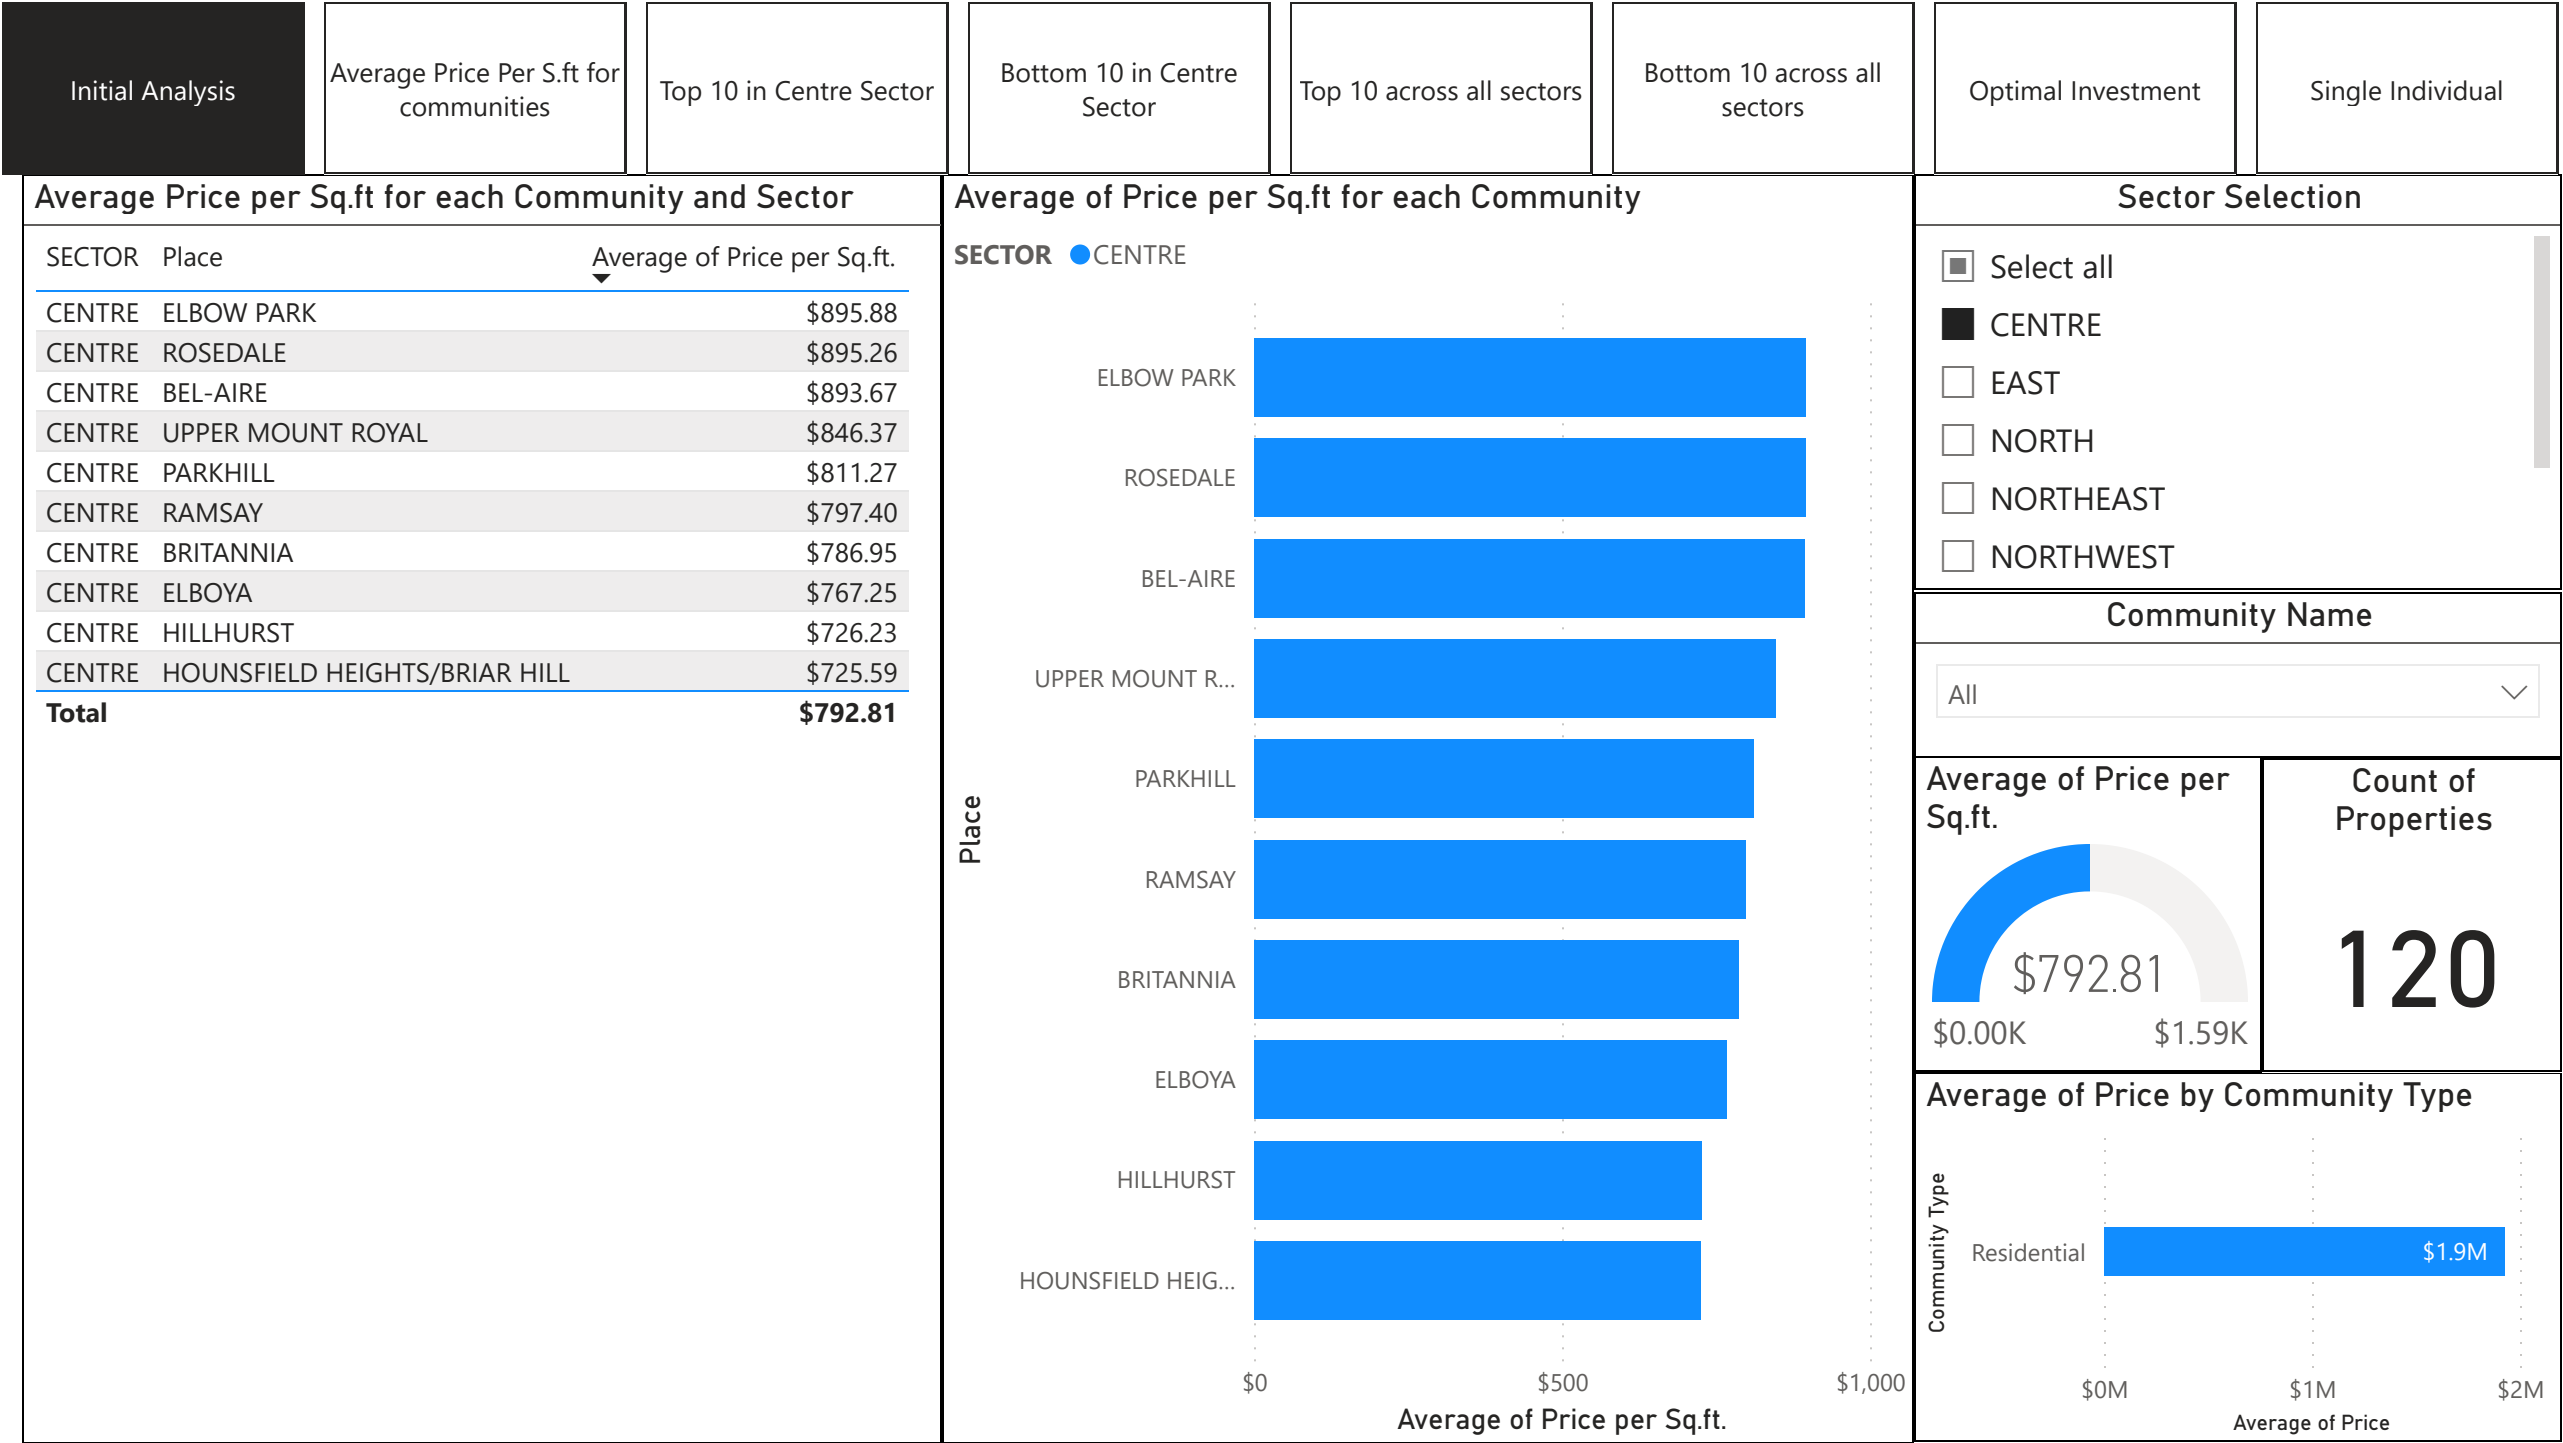 Initial Analysis
Average Price Per S.ft for
communities
Top 10 in Centre Sector
Bottom 10 in Centre
Sector
Top 10 across all sectors
Bottom 10 across all
sectors
Optimal Investment
Single Individual
Average Price per Sq.ft for each Community and Sector
SECTOR Place Average of Price per Sq.ft.
CENTRE ELBOW PARK $895.88
CENTRE ROSEDALE $895.26
CENTRE BEL-AIRE $893.67
CENTRE UPPER MOUNT ROYAL $846.37
CENTRE PARKHILL $811.27
CENTRE RAMSAY $797.40
CENTRE BRITANNIA $786.95
CENTRE ELBOYA $767.25
CENTRE HILLHURST $726.23
CENTRE HOUNSFIELD HEIGHTS/BRIAR HILL $725.59
Total $792.81
Average of Price per Sq.ft for each Community
SECTOR CENTRE
Place
ELBOW PARK
ROSEDALE
BEL-AIRE
UPPER MOUNT R...
PARKHILL
RAMSAY
BRITANNIA
ELBOYA
HILLHURST
HOUNSFIELD HEIG...
$0 $500 $1,000
Average of Price per Sq.ft.
Sector Selection
Select all
CENTRE
EAST
NORTH
NORTHEAST
NORTHWEST
Community Name
All
Average of Price per
Sq.ft.
$792.81
$0.00K $1.59K
Count of
Properties
120
Average of Price by Community Type
Community Type
Residential $1.9M
$0M $1M $2M
Average of Price